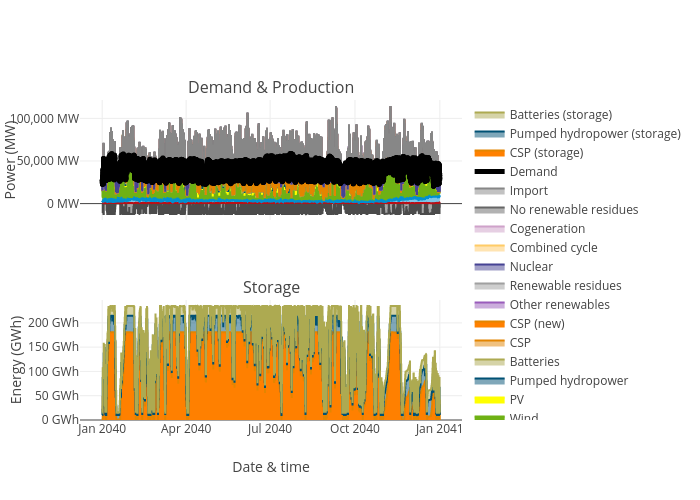 Demand & Production
Power (MW)
100,000 MW
50,000 MW
0 MW
Storage
Energy (GWh)
200 GWh
150 GWh
100 GWh
50 GWh
0 GWh
Jan 2040
Apr 2040
Jul 2040
Oct 2040
Jan 2041
Date & time
Batteries (storage)
Pumped hydropower (storage)
CSP (storage)
Demand
Import
No renewable residues
Cogeneration
Combined cycle
Nuclear
Renewable residues
Other renewables
CSP (new)
CSP
Batteries
Pumped hydropower
PV
Wind